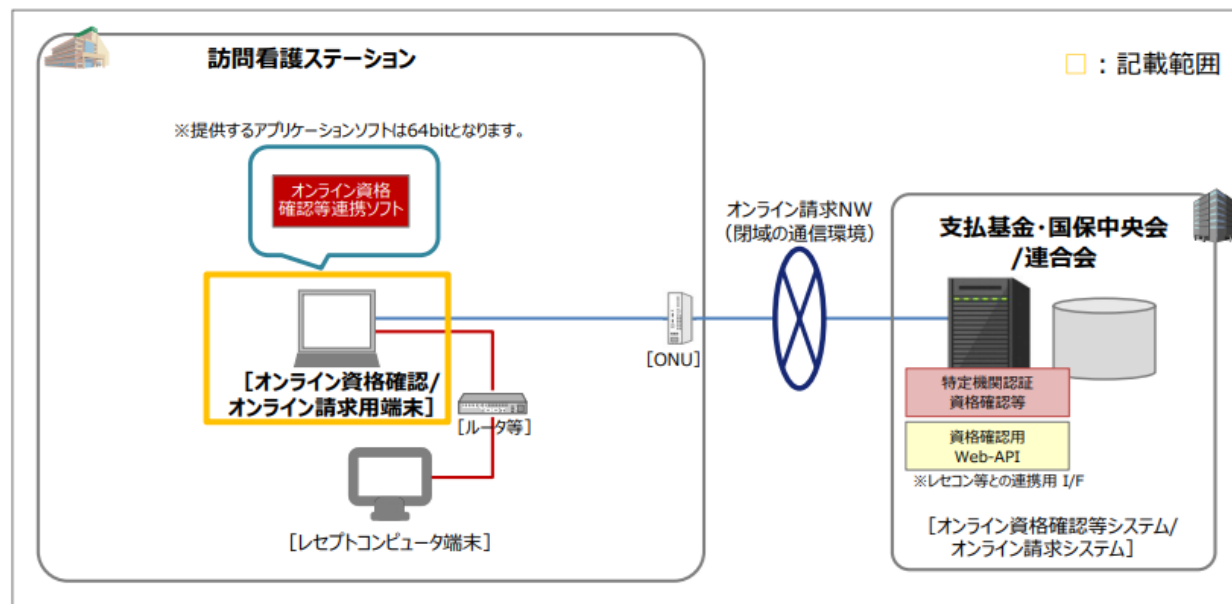 訪問看護ステーション
□：記載範囲
※提供するアプリケーションソフトは64bitとなります。
オンライン資格
確認等連携ソフト
オンライン請求NW
（閉域の通信環境）
支払基金・国保中央会
/連合会
［オンライン資格確認/
オンライン請求用端末］
［ONU］
［ルータ等］
特定機関認証
資格確認等
資格確認用
Web-API
※レセコン等との連携用 I/F
［レセプトコンピュータ端末］
［オンライン資格確認等システム/
オンライン請求システム］